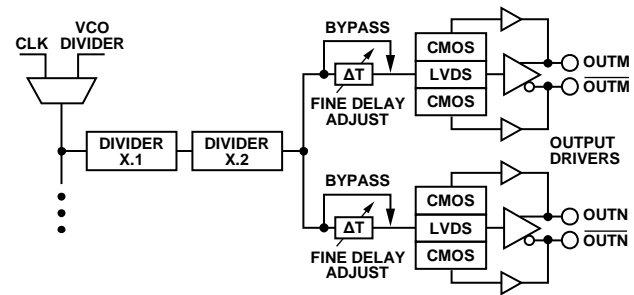 VCO
CLK DIVIDER
DIVIDER
X.1
DIVIDER
X.2
BYPASS
ΔT
FINE DELAY
ADJUST
CMOS
LVDS
CMOS
OUTM
OUTM
OUTPUT
DRIVERS
BYPASS
ΔT
FINE DELAY
ADJUST
CMOS
LVDS
CMOS
OUTN
OUTN